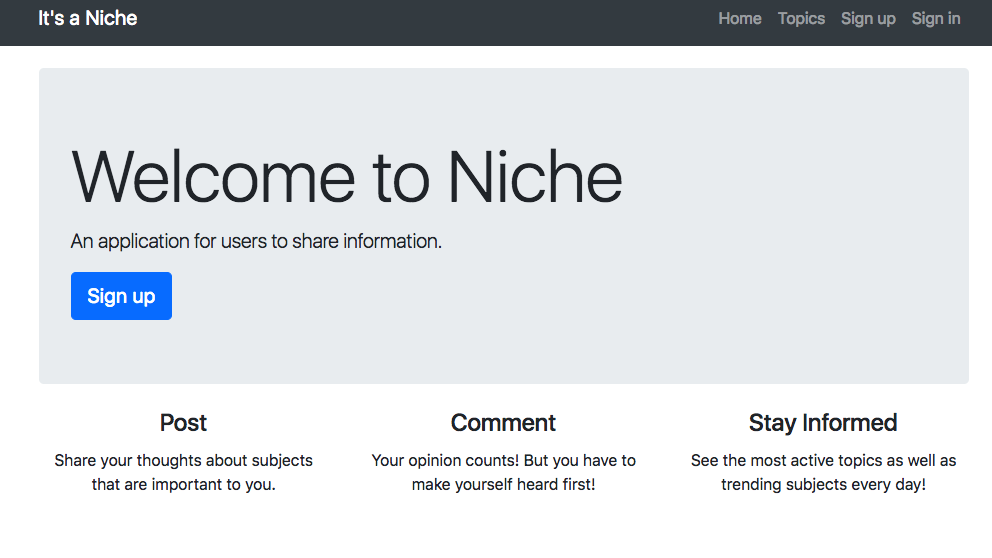 It's a Niche
Home Topics Sign up Sign in
Welcome to Niche
An application for users to share information.
Sign up
Post
Share your thoughts about subjects
that are important to you.
Comment
Your opinion counts! But you have to
make yourself heard first!
Stay Informed
See the most active topics as well as
trending subjects every day!